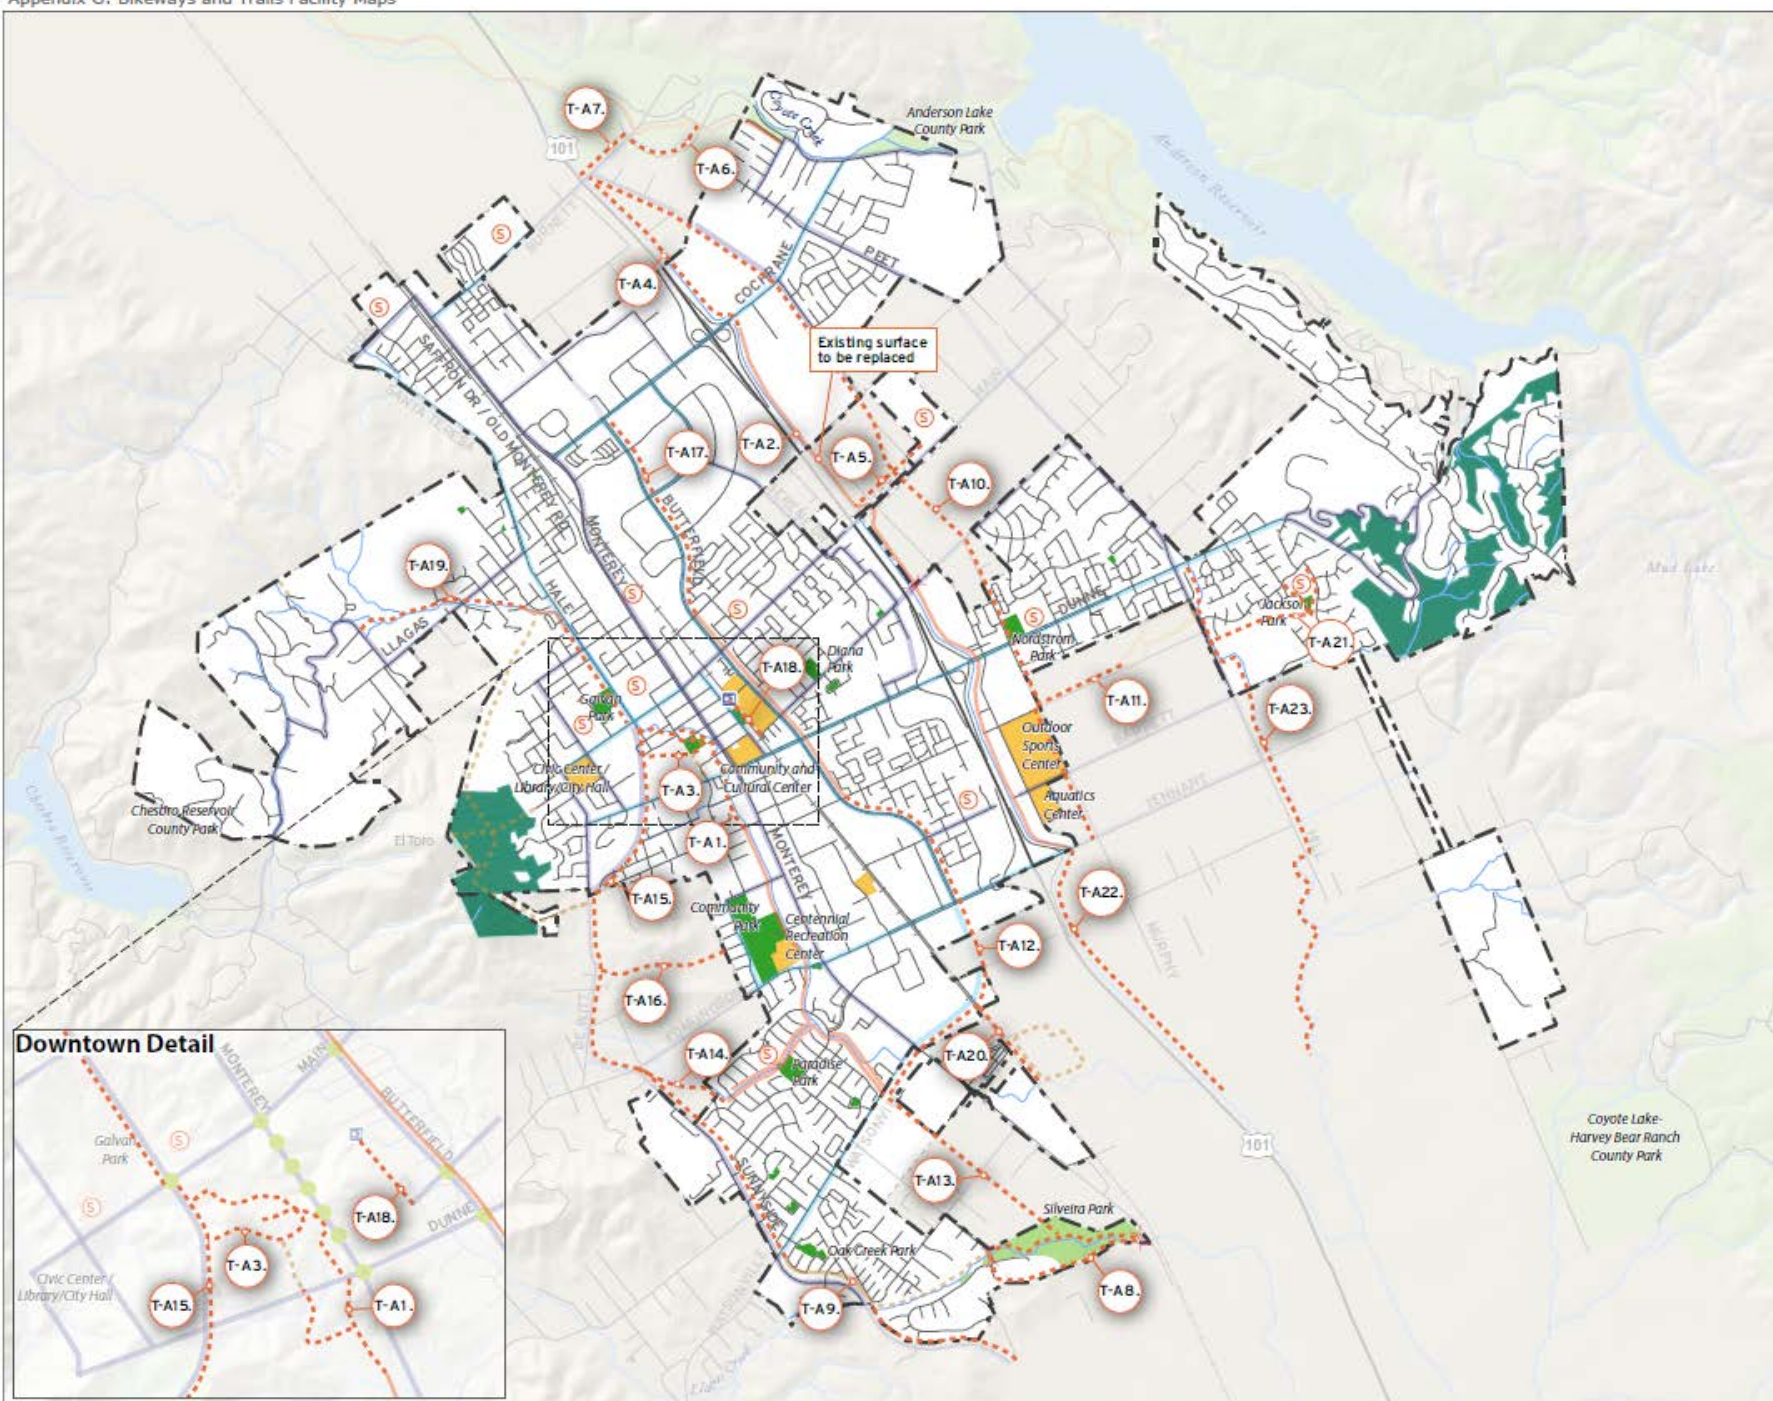 Appendix G: Bikeways and Trails Facility Maps
T-A7.
101
Coyote Creek
Anderson Lake
County Park
T-A6.
Anderson Reservoir
S
BURNETT
S
PEET
COCHRANE
T-A4.
Existing surface
to be replaced
SAFFRON DR / OLD MONTEREY RD
MAIN
S
T-A2.
T-A17.
T-A5.
T-A10.
BUTTERFIELD
MONTEREY
T-A19.
HALE
S
S
S
S
DUNNE
Mud Lake
Jackson
Park
LLAGAS
Nordstrom
Park
T-A21.
T-A18.
Diana
Park
S
Galvan
Park
S
T-A11.
T-A23.
Outdoor
Sports
Center
Civic Center /
Library/City Hall
Community and
Cultural Center
T-A3.
S
Aquatics
Center
TENNANT
Chesbro Reservoir
County Park
Chesbro Reservoir
El Toro
T-A1.
MONTEREY
T-A15.
T-A22.
Community
Park
Centennial
Recreation
Center
T-A12.
MURPHY
T-A16.
T-A14.
S
T-A20.
Paradise
Park
Coyote Lake-
Harvey Bear Ranch
County Park
101
T-A13.
SUNNYSIDE
Silveira Park
Oak Creek Park
T-A9.
T-A8.
Downtown Detail
MONTEREY
MAIN
BUTTERFIELD
Galvan
Park
S
S
T-A18.
DUNNE
T-A3.
Civic Center /
Library/City Hall
T-A15.
T-A1.